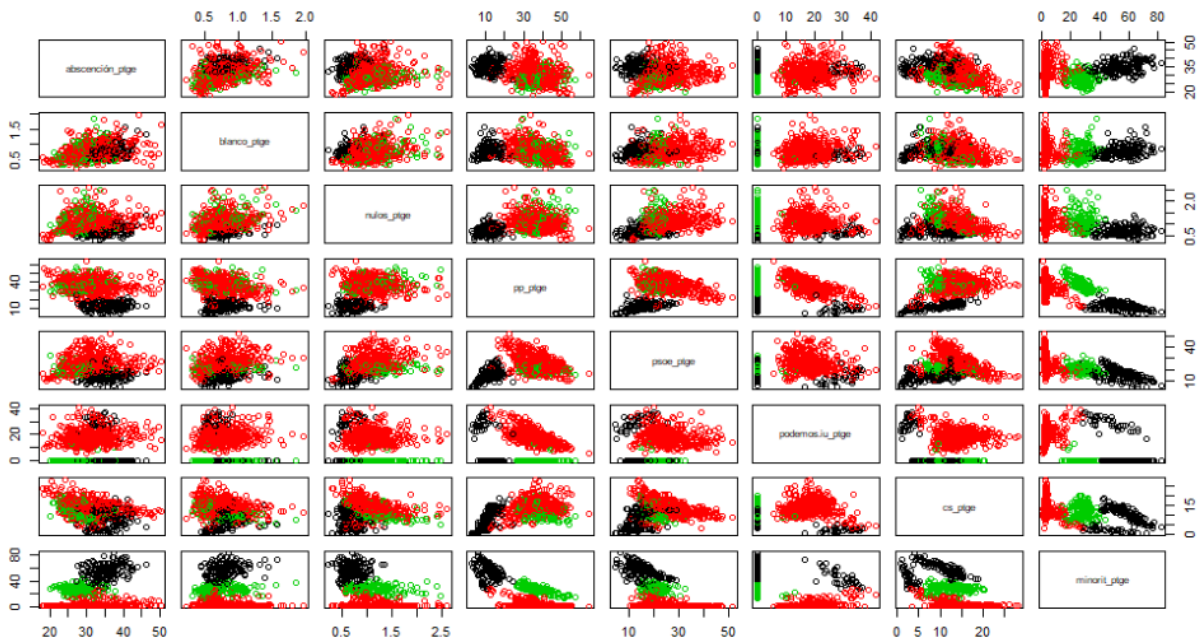 0.5 1.0 1.5 2.0
10 30 50
0 10 20 30 40
0 20 40 60 80
abscención_ptge
20 35 50
0.5 1.5
blanco_ptge
nulos_ptge
0.5 2.0
10 40
pp_ptge
psoe_ptge
10 40
0 20 40
podemos.iu_ptge
cs_ptge
0 15
0 40 80
minorit_ptge
20 30 40 50
0.5 1.5 2.5
10 30 50
0 10 20